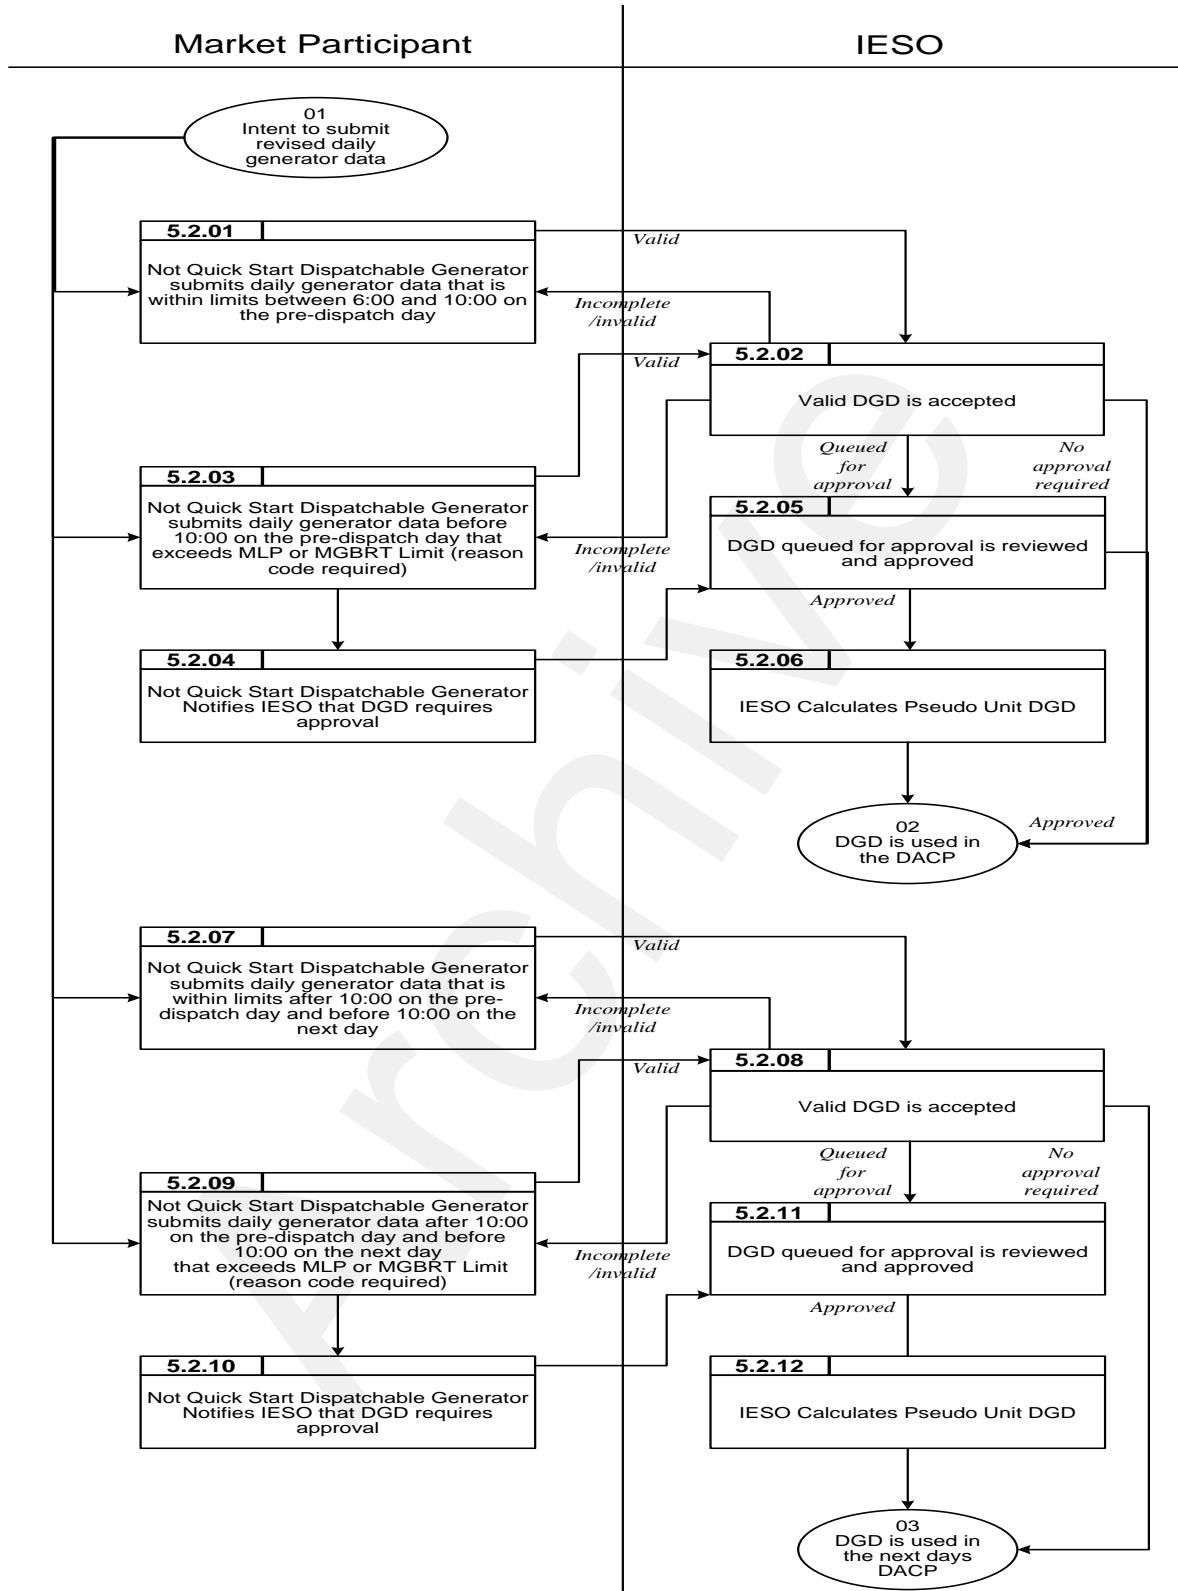 Market Participant
IESO
01
Intent to submit
revised daily
generator data
5.2.01
Not Quick Start Dispatchable Generator
submits daily generator data that is
within limits between 6:00 and 10:00 on
the pre-dispatch day
Valid
Incomplete
/invalid
Valid
5.2.02
Valid DGD is accepted
Queued
for
approval
No
approval
required
5.2.03
Not Quick Start Dispatchable Generator
submits daily generator data before
10:00 on the pre-dispatch day that
exceeds MLP or MGBRT Limit (reason
code required)
Incomplete
/invalid
5.2.05
DGD queued for approval is reviewed
and approved
Approved
5.2.04
Not Quick Start Dispatchable Generator
Notifies IESO that DGD requires
approval
5.2.06
IESO Calculates Pseudo Unit DGD
02
DGD is used in
the DACP
Approved
5.2.07
Not Quick Start Dispatchable Generator
submits daily generator data that is
within limits after 10:00 on the pre-
dispatch day and before 10:00 on the
next day
Valid
Incomplete
/invalid
Valid
5.2.08
Valid DGD is accepted
Queued
for
approval
No
approval
required
5.2.09
Not Quick Start Dispatchable Generator
submits daily generator data after 10:00
on the pre-dispatch day and before
10:00 on the next day
that exceeds MLP or MGBRT Limit
(reason code required)
Incomplete
/invalid
5.2.11
DGD queued for approval is reviewed
and approved
Approved
5.2.10
Not Quick Start Dispatchable Generator
Notifies IESO that DGD requires
approval
5.2.12
IESO Calculates Pseudo Unit DGD
03
DGD is used in
the next days
DACP
Archive